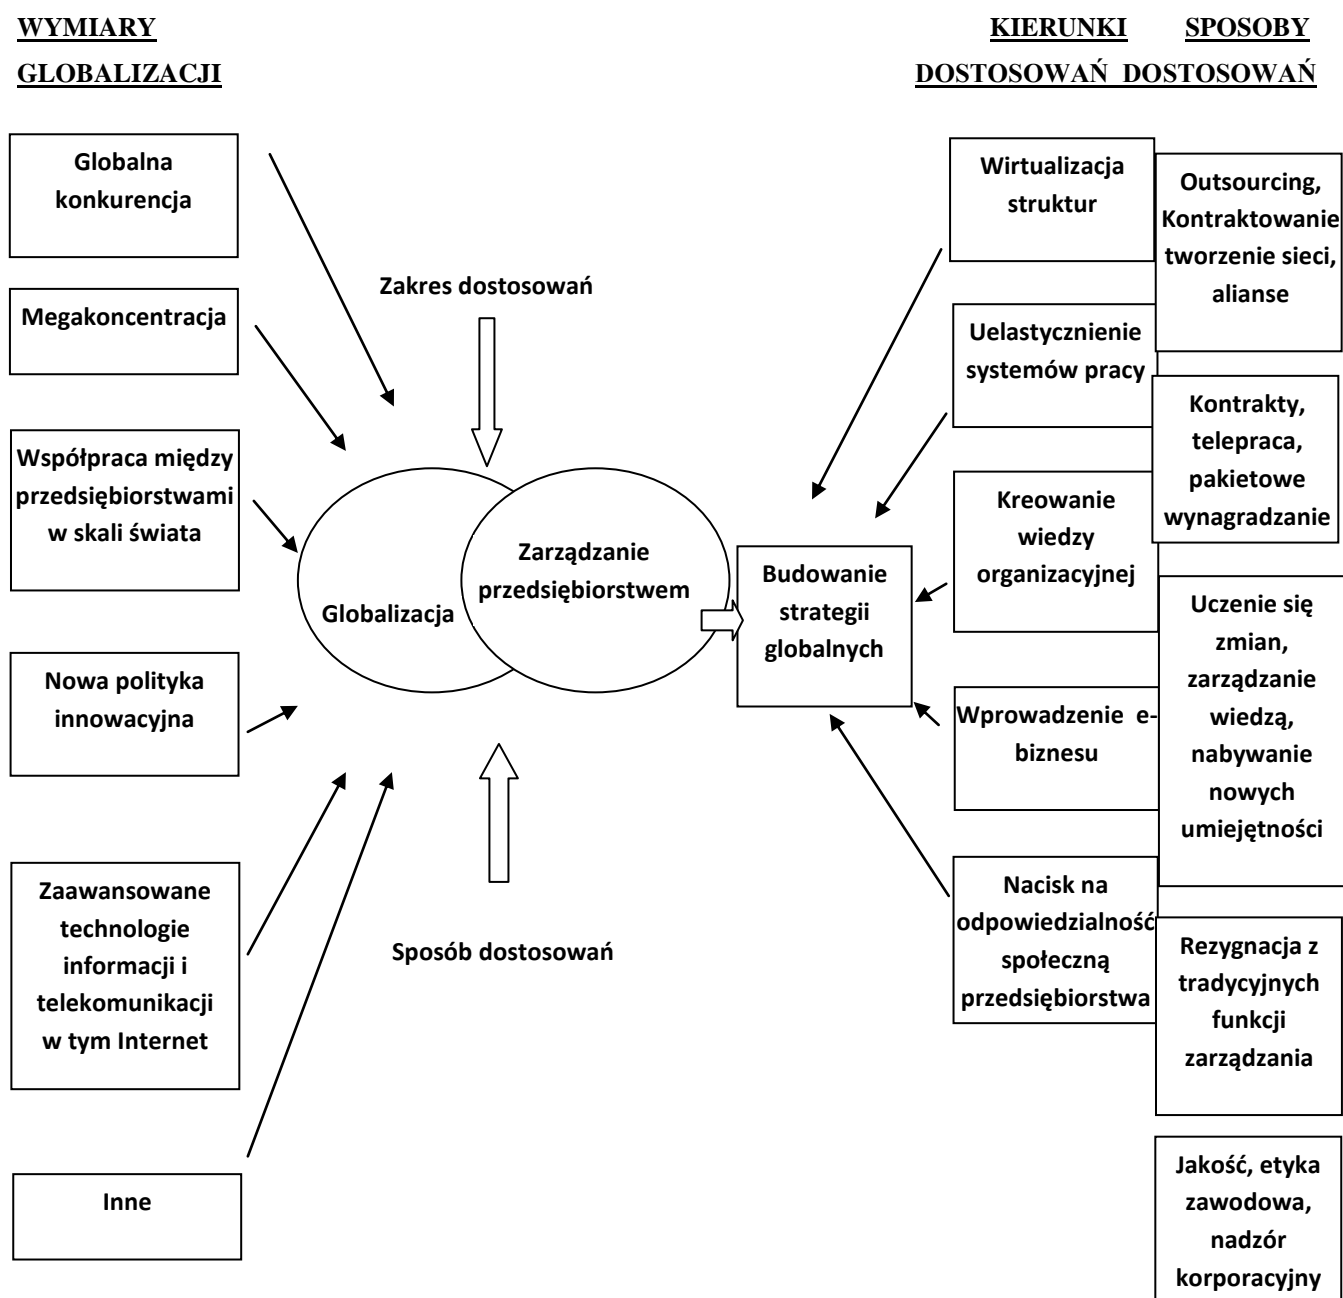 WYMIARY
GLOBALIZACJI
KIERUNKI SPOSOBY
DOSTOSOWAŃ DOSTOSOWAŃ
Globalna
konkurencja
Megakoncentracja
Współpraca między
przedsiębiorstwami
w skali świata
Nowa polityka
innowacyjna
Zaawansowane
technologie
informacji i
telekomunikacji
w tym Internet
Inne
Zakres dostosowań
Globalizacja
Zarządzanie
przedsiębiorstwem
Sposób dostosowań
Budowanie
strategii
globalnych
Wirtualizacja
struktur
Uelastycznienie
systemów pracy
Kreowanie
wiedzy
organizacyjnej
Wprowadzenie e-
biznesu
Nacisk na
odpowiedzialność
społeczną
przedsiębiorstwa
Outsourcing,
Kontraktowanie
tworzenie sieci,
alianse
Kontrakty,
telepraca,
pakietowe
wynagradzanie
Uczenie się
zmian,
zarządzanie
wiedzą,
nabywanie
nowych
umiejętności
Rezygnacja z
tradycyjnych
funkcji
zarządzania
Jakość, etyka
zawodowa,
nadzór
korporacyjny